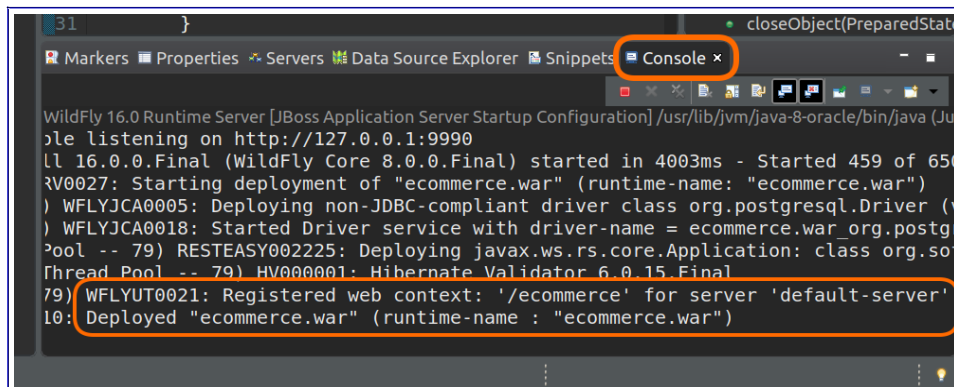 31 }
closeObject(PreparedState
Markers Properties Servers Data Source Explorer Snippets Console ×
WildFly 16.0 Runtime Server [JBoss Application Server Startup Configuration] /usr/lib/jvm/java-8-oracle/bin/java (Ju
ole listening on http://127.0.0.1:9990
ll 16.0.0.Final (WildFly Core 8.0.0.Final) started in 4003ms - Started 459 of 650
RV0027: Starting deployment of "ecommerce.war" (runtime-name: "ecommerce.war")
) WFLYJCA0005: Deploying non-JDBC-compliant driver class org.postgresql.Driver (v
) WFLYJCA0018: Started Driver service with driver-name = ecommerce.war_org.postgr
Pool -- 79) RESTEASY002225: Deploying javax.ws.rs.core.Application: class org.sof
Thread Pool -- 79) HV000001: Hibernate Validator 6.0.15.Final
79) WFLYUT0021: Registered web context: '/ecommerce' for server 'default-server'
10: Deployed "ecommerce.war" (runtime-name : "ecommerce.war")